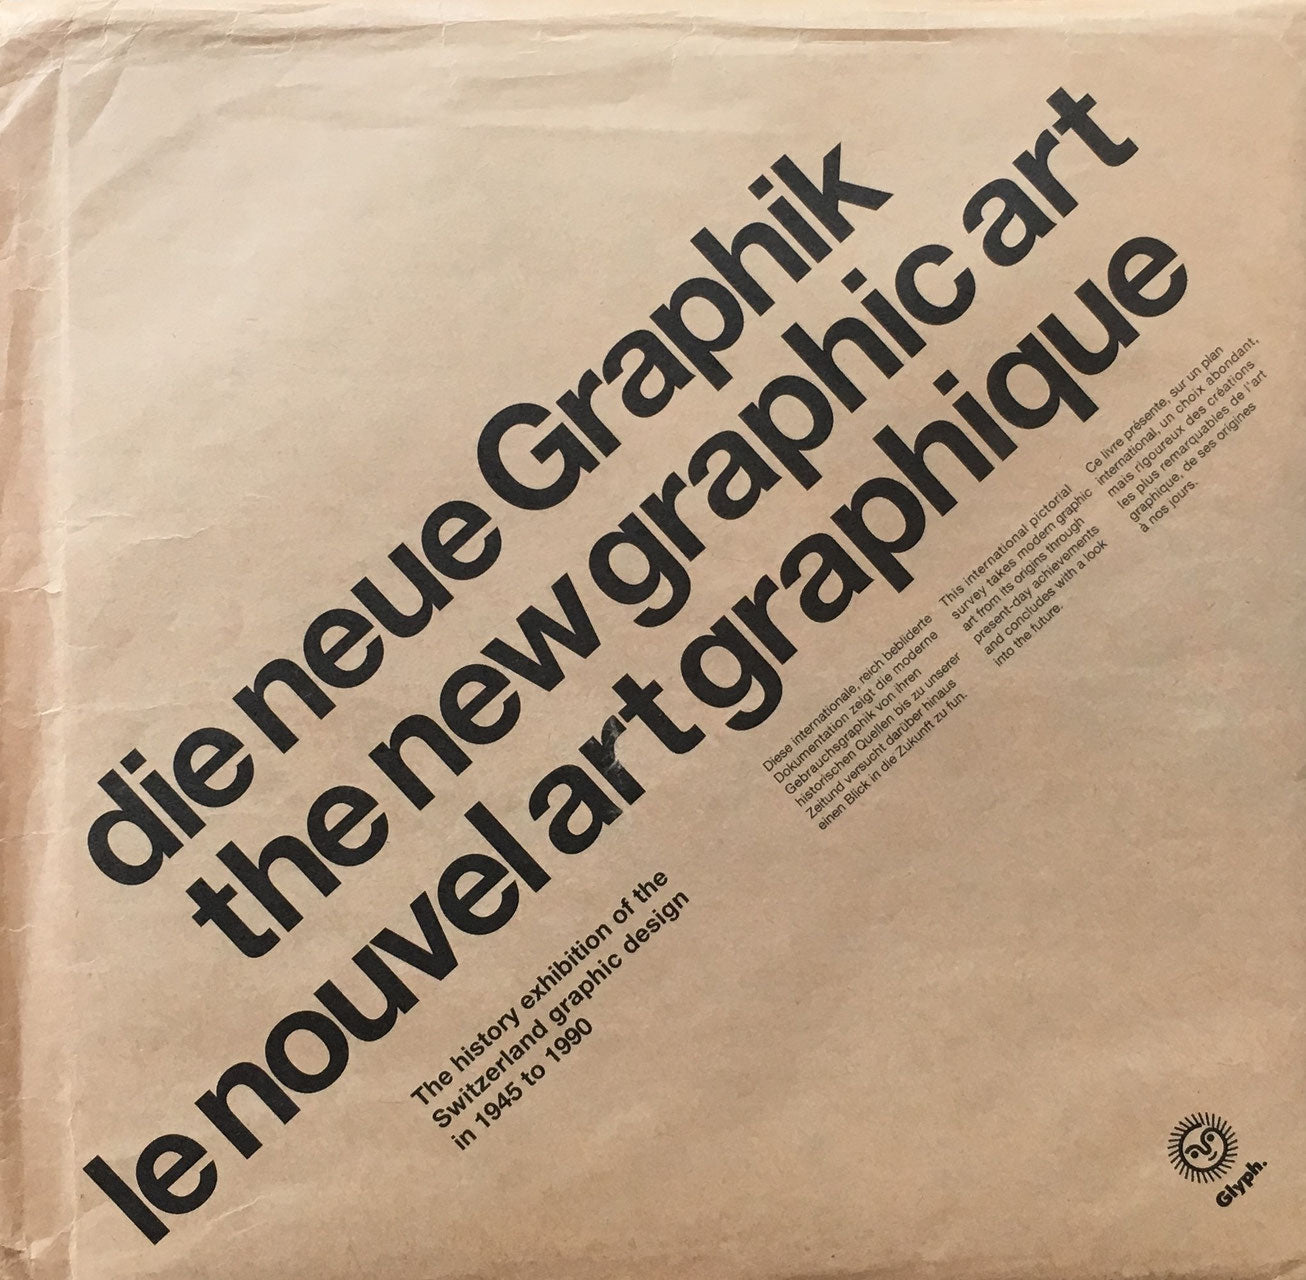 die neue Graphik
the new graphic art
le nouvel art graphique
Diese internationale, reich bebliderte
Dokumentation zeigt die moderne
Gebrauchsgraphik von ihren
historischen Quellen bis zu unserer
Zeitund versucht darüber hinaus
einen Blick in die Zukunft zu fun.
This international pictorial
survey takes modern graphic
art from its origins through
present-day achievements
and concludes with a look
into the future.
Ce livre présente, sur un plan
international, un choix abondant,
mais rigoureux des créations
les plus remarquables de l'art
graphique, de ses origines
à nos jours.
The history exhibition of the
Switzerland graphic design
in 1945 to 1990
Glyph.